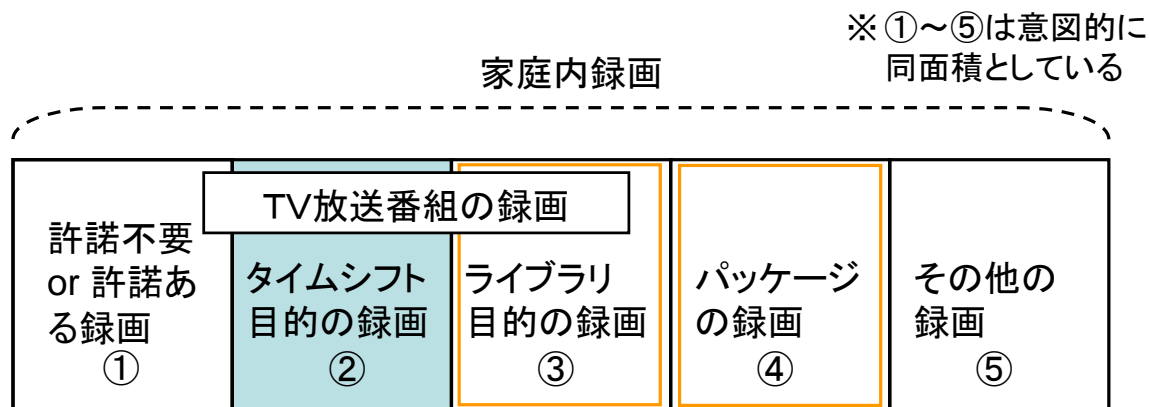 ※①～⑤は意図的に
同面積としている
家庭内録画
TV放送番組の録画
許諾不要
or 許諾あ
る録画
①
タイムシフト
目的の録画
②
ライブラリ
目的の録画
③
パッケージ
の録画
④
その他の
録画
⑤